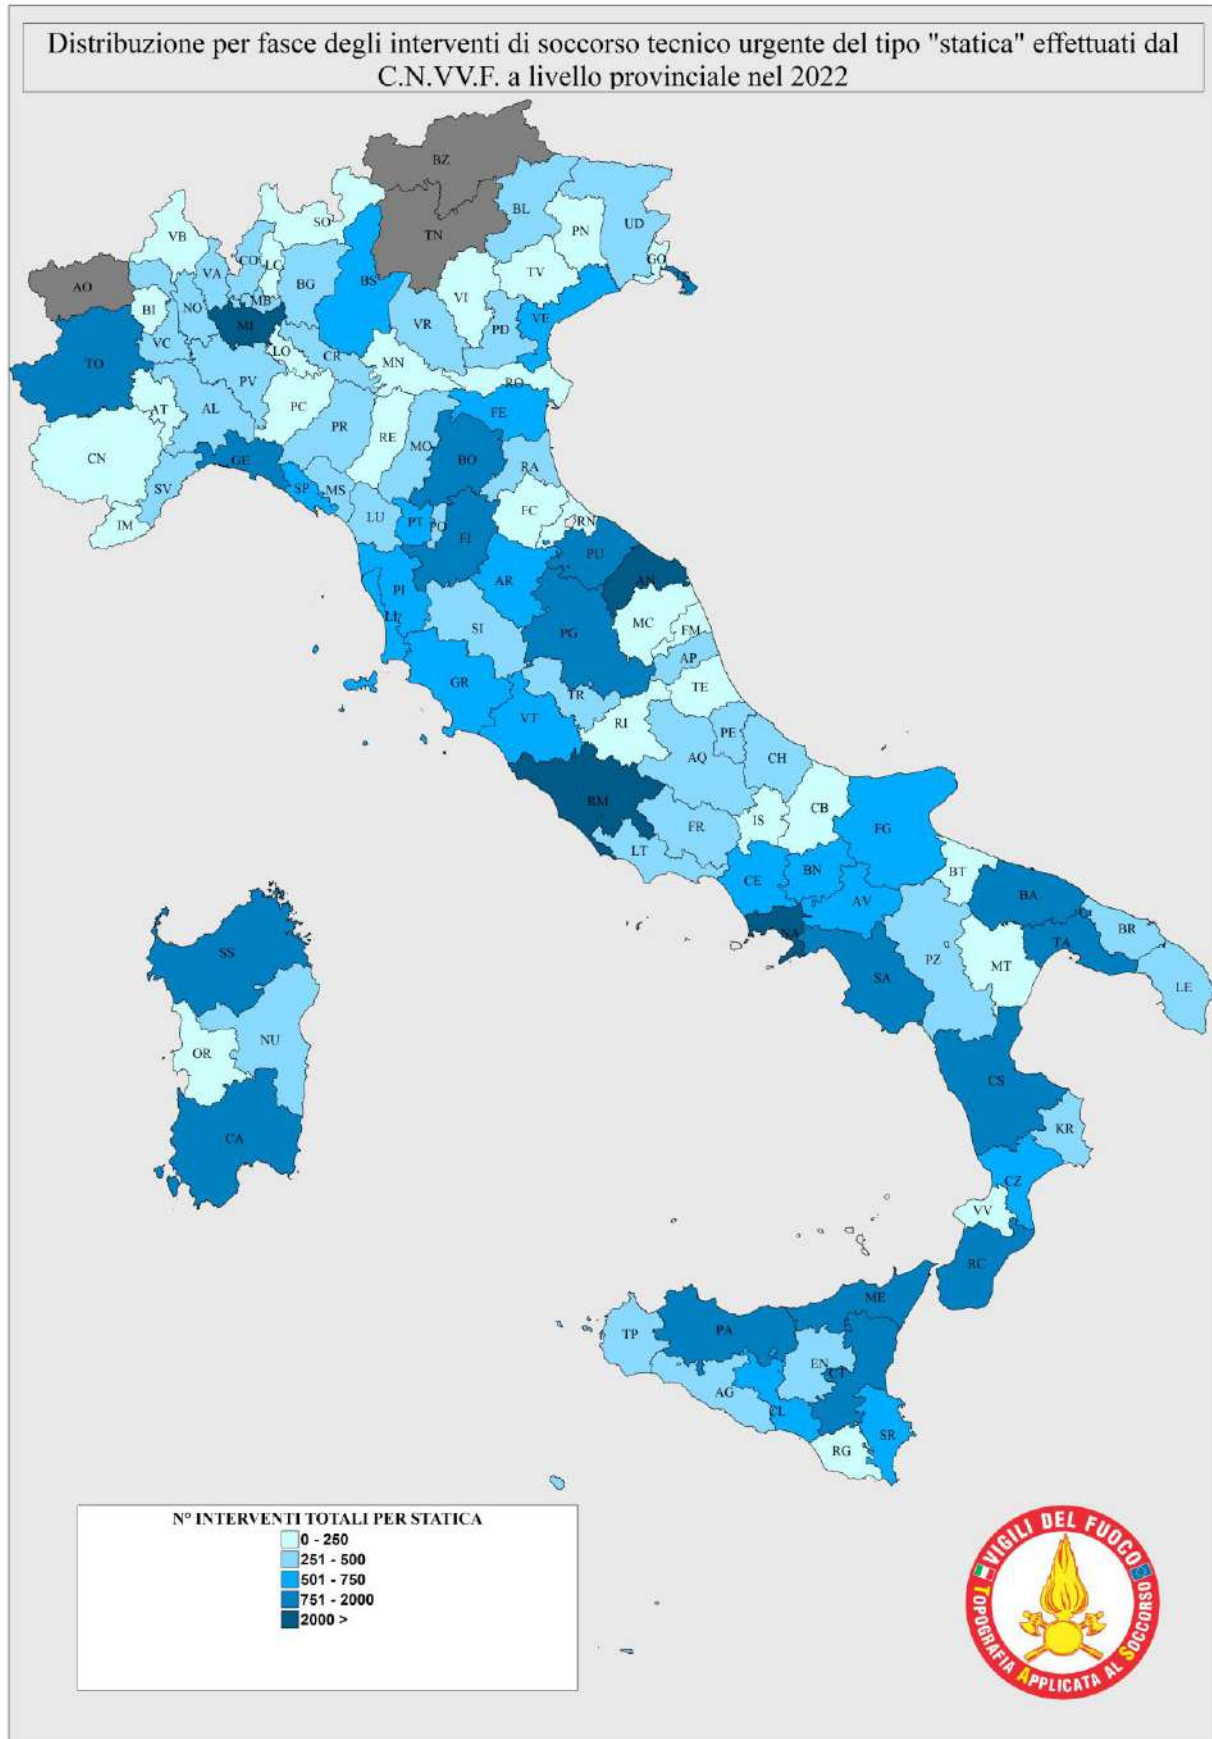 Distribuzione per fasce degli interventi di soccorso tecnico urgente del tipo "statica" effettuati dal
C.N.VV.F. a livello provinciale nel 2022
BZ
BL
UD
SO
TN
PN
VB
GO
CO
LC
TV
VA
AO
BG
BS
TS
BI
NO
MB
VI
VE
MI
VR
PD
VC
LO
CR
TO
MN
PV
RO
AT
AL
PC
FE
PR
RE
MO
CN
GE
BO
RA
SV
SP
MS
FC
IM
LU
PT
PO
RN
FI
PU
AN
PI
AR
LI
MC
SI
PG
FM
AP
GR
TR
TE
VT
RI
PE
AQ
CH
RM
CB
IS
FG
FR
LT
BT
CE
BN
BA
AV
NA
BR
TA
SS
PZ
MT
SA
LE
NU
OR
CS
CA
KR
CZ
VV
RC
ME
TP
PA
EN
CT
AG
CL
SR
RG
N° INTERVENTI TOTALI PER STATICA
0 - 250
251 - 500
501 - 750
751 - 2000
2000 >
VIGILI DEL FUOCO
TOPOGRAFIA APPLICATA AL SOCCORSO